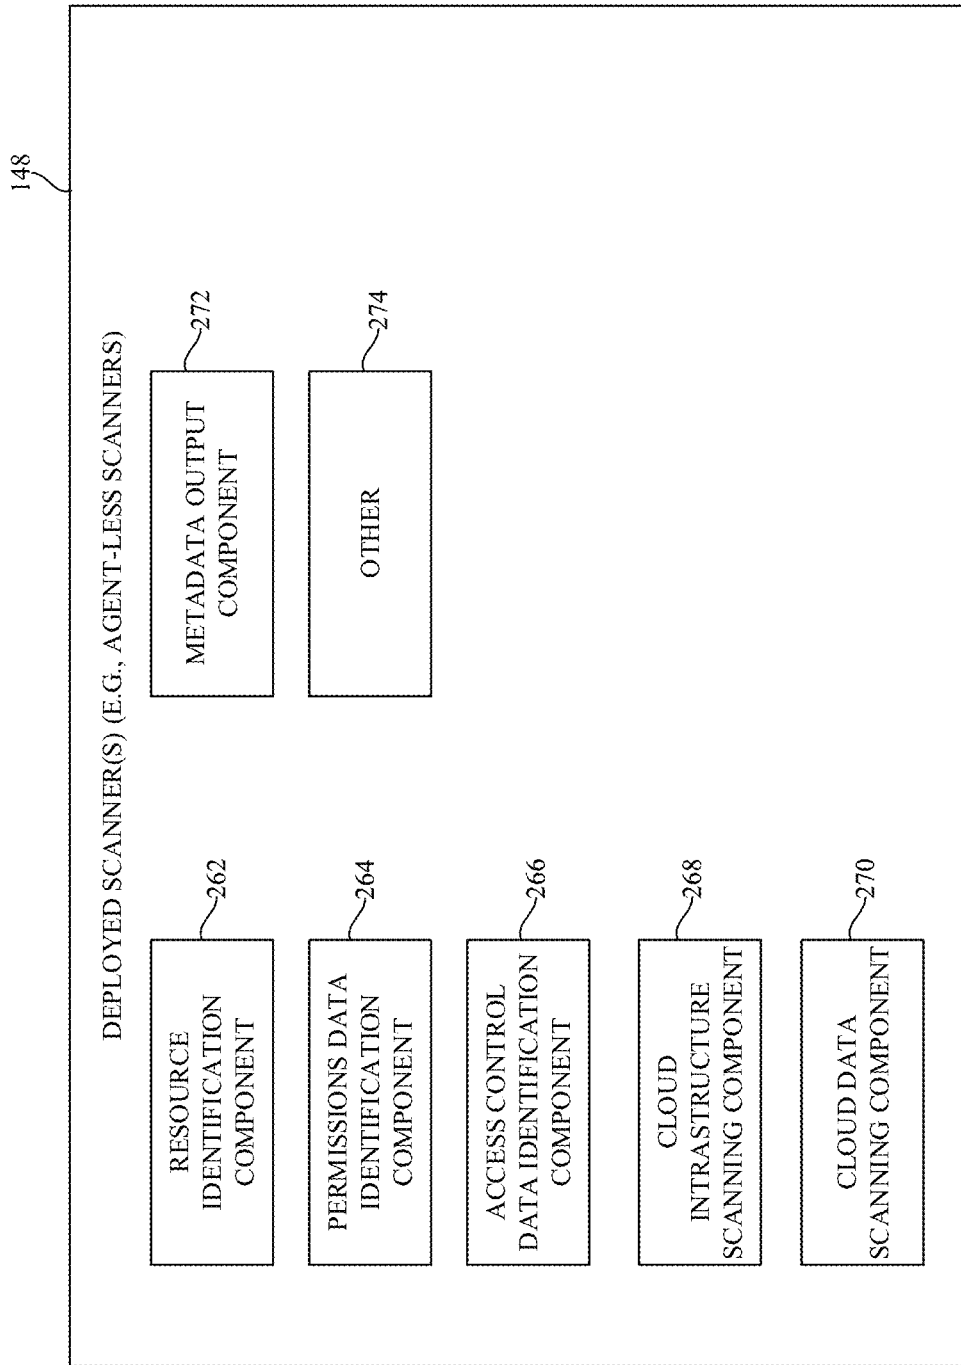 148
DEPLOYED SCANNER(S) (E.G., AGENT-LESS SCANNERS)
RESOURCE
IDENTIFICATION
COMPONENT
262
PERMISSIONS DATA
IDENTIFICATION
COMPONENT
264
ACCESS CONTROL
DATA IDENTIFICATION
COMPONENT
266
CLOUD
INTRASTRUCTURE
SCANNING COMPONENT
268
CLOUD DATA
SCANNING COMPONENT
270
METADATA OUTPUT
COMPONENT
272
OTHER
274